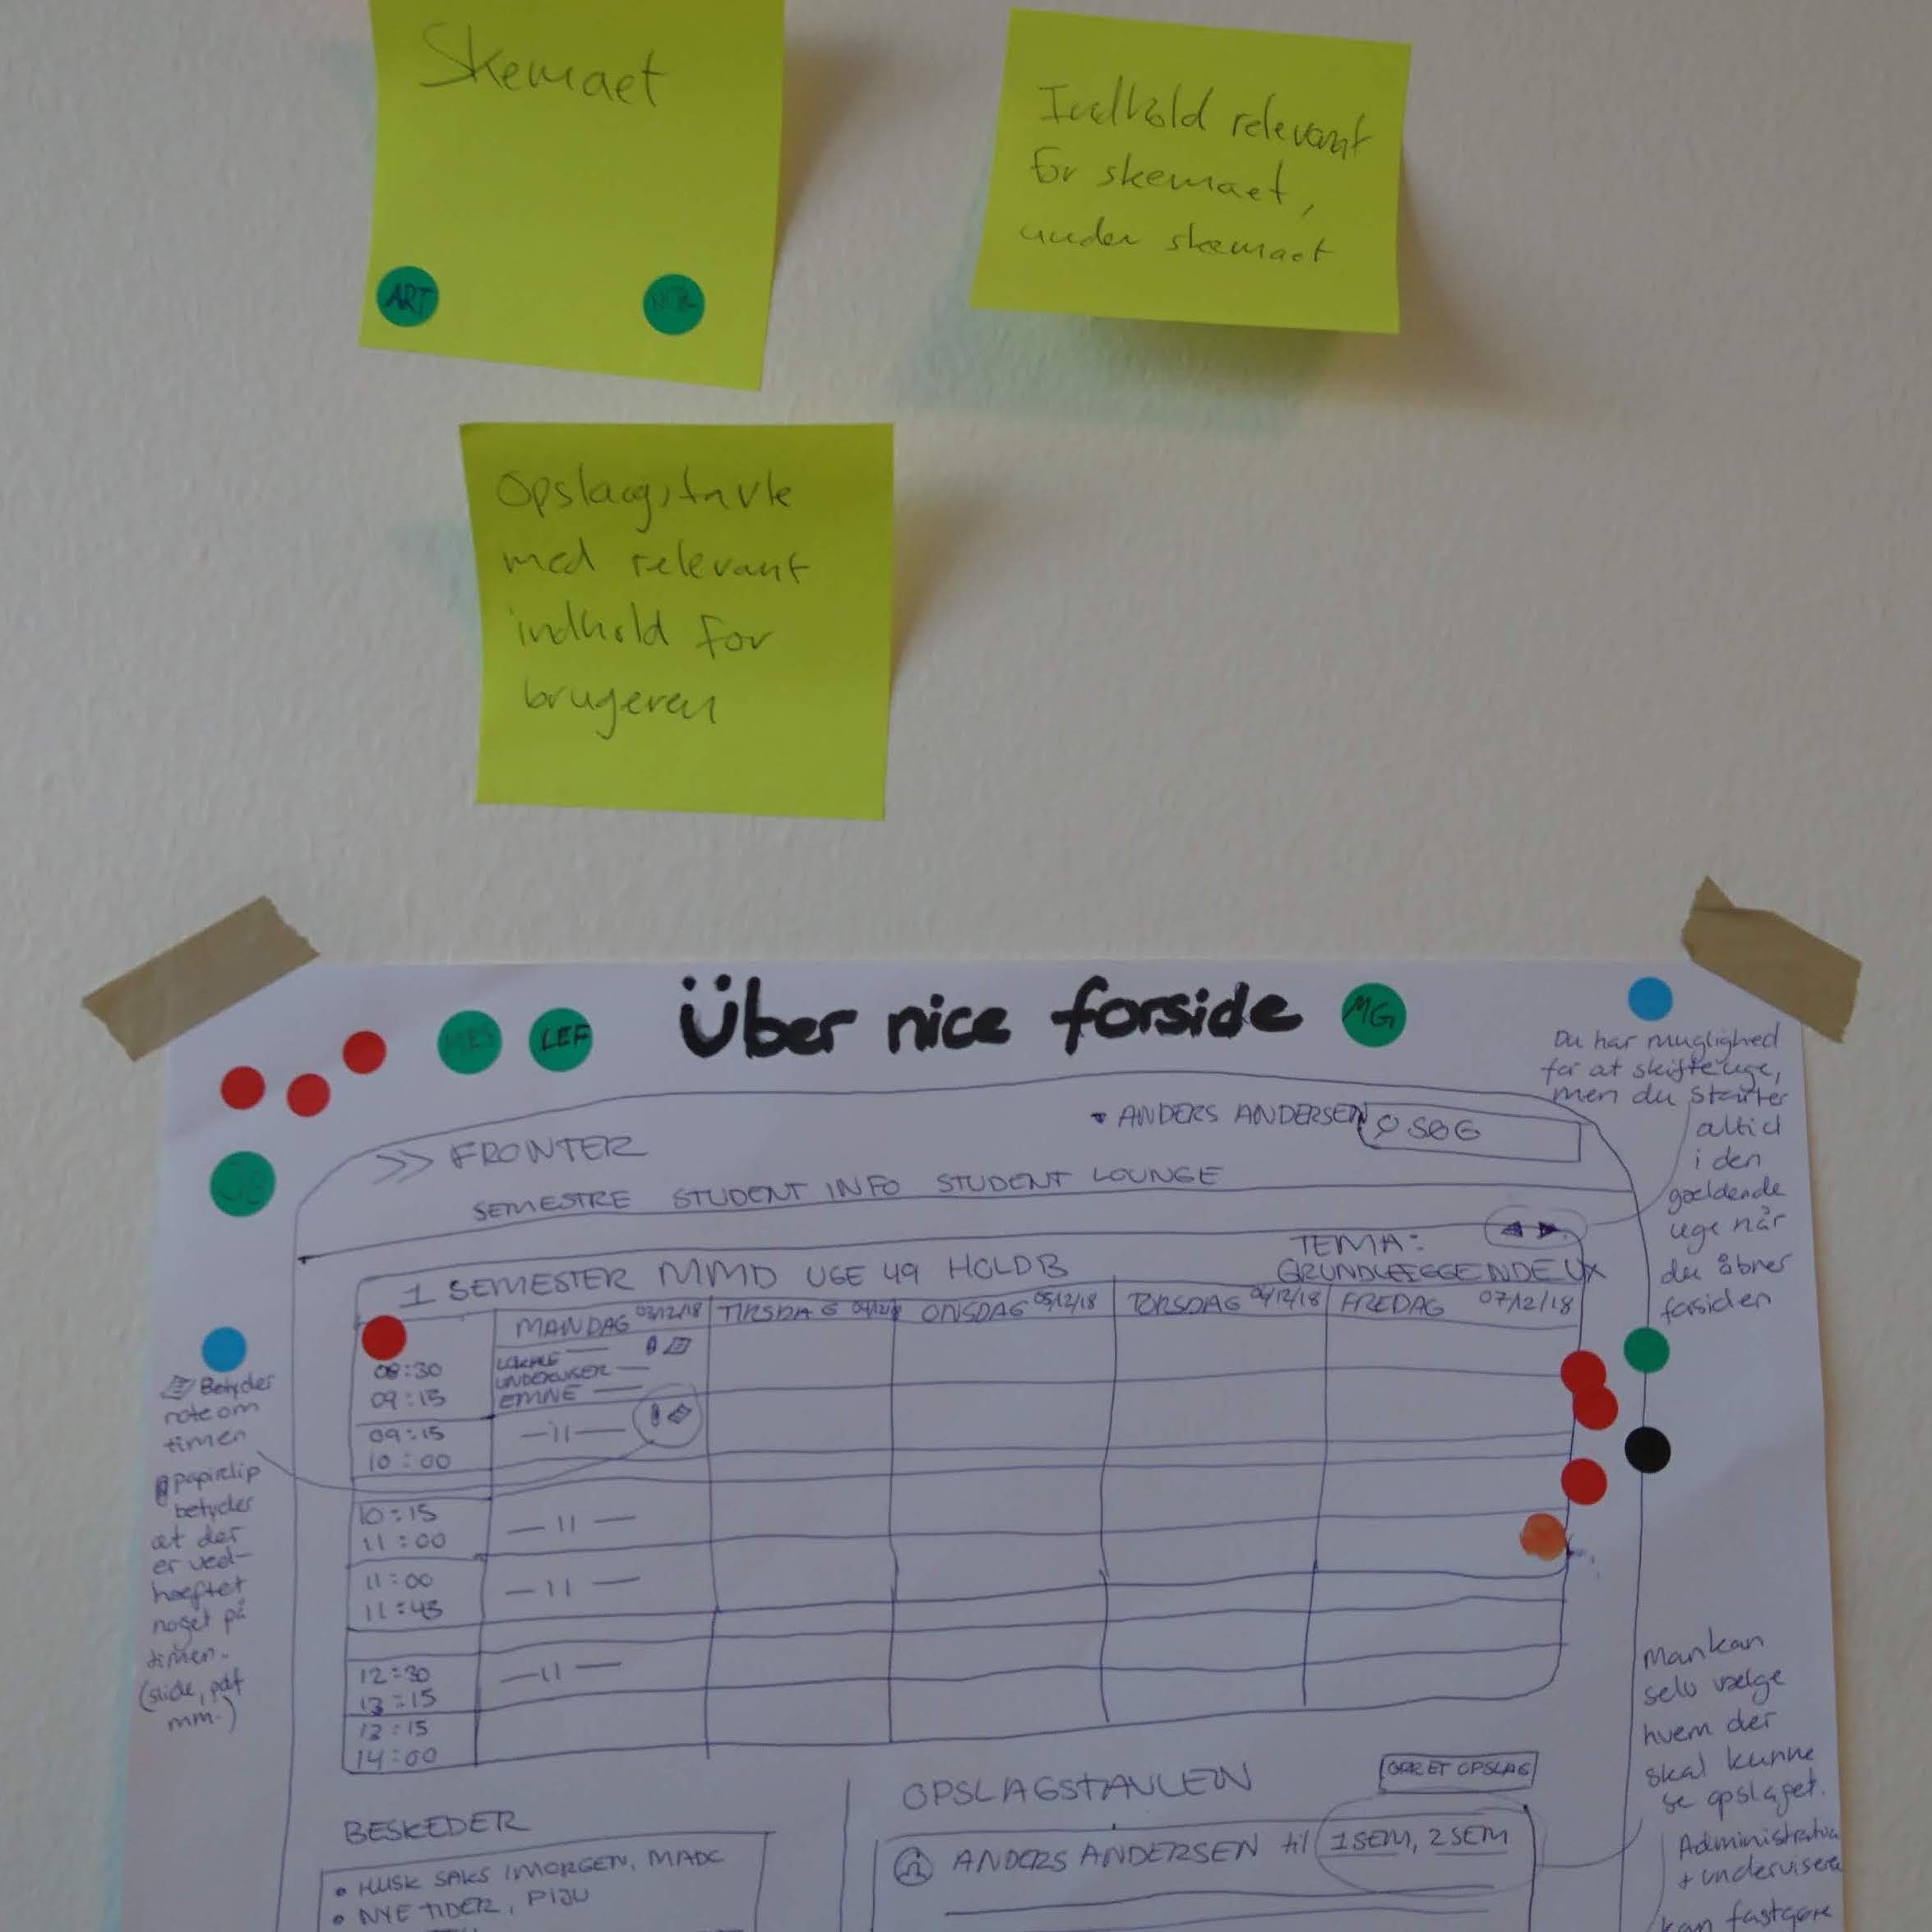 Skemaet
ART
Indhold relevant
for skemaet,
under skemaet
Opslagstavle
med relevant
indhold for
brugeren
LEF
Über nice forside
MG
Du har muglighed
for at skifte uge,
men du starter
altid
i den
gældende
uge når
du åbner
forsiden
>> FRONTER
ANDERS ANDERSEN
SØG
SEMESTRE STUDENT INFO STUDENT LOUNGE
1 SEMESTER MMD UGE 49 HOLD B
TEMA:
GRUNDLÆGGENDE UX
MANDAG 03/12/18
TIRSDAG 04/12/18
ONSDAG 05/12/18
TORSDAG 06/12/18
FREDAG 07/12/18
08:30
09:15
LOKALE
UNDERVISER
EMNE
09:15
10:00
—11—
10:15
11:00
—11—
11:00
11:45
—11—
12:30
13:15
—11—
13:15
14:00
Betyder
note om
timen
papirclip
betyder
at der
er ved-
hæftet
noget på
timen.
(slide, pdf
mm.)
Man kan
selv vælge
hvem der
skal kunne
se opslaget.
Administration
+ undervisere
kan fastgøre
BESKEDER
• HUSK SAKS IMORGEN, MADC
• NYE TIDER, PIJU
OPSLAGSTAVLEN
OPRET OPSLAG
ANDERS ANDERSEN til 1SEM, 2SEM